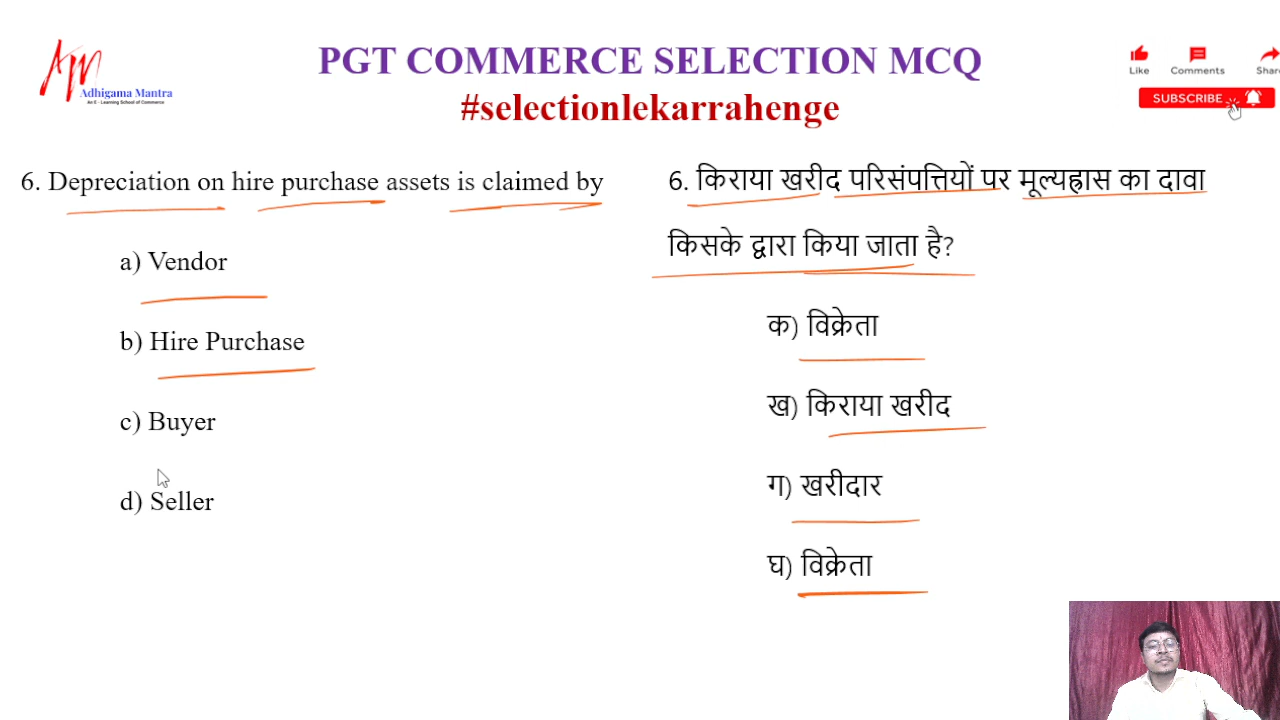 Adhigama Mantra
An E - Learning School of Commerce
PGT COMMERCE SELECTION MCQ
#selectionlekarrahenge
Like
Comments
Share
SUBSCRIBE
6. Depreciation on hire purchase assets is claimed by
a) Vendor
b) Hire Purchase
c) Buyer
d) Seller
6. किराया खरीद परिसंपत्तियों पर मूल्यह्रास का दावा
किसके द्वारा किया जाता है?
क) विक्रेता
ख) किराया खरीद
ग) खरीदार
घ) विक्रेता